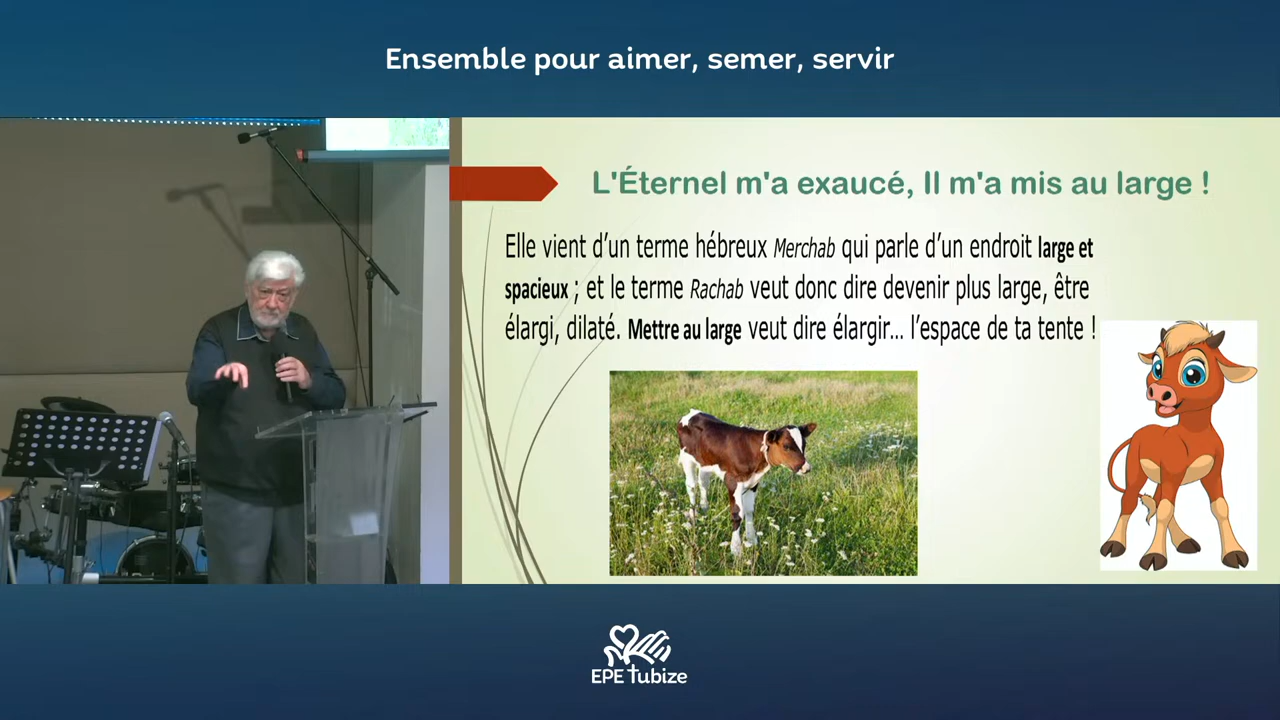 Ensemble pour aimer, semer, servir
L'Éternel m'a exaucé, Il m'a mis au large !
Elle vient d’un terme hébreux Merchab qui parle d’un endroit large et
spacieux ; et le terme Rachab veut donc dire devenir plus large, être
élargi, dilaté. Mettre au large veut dire élargir... l’espace de ta tente !
EPE Tubize